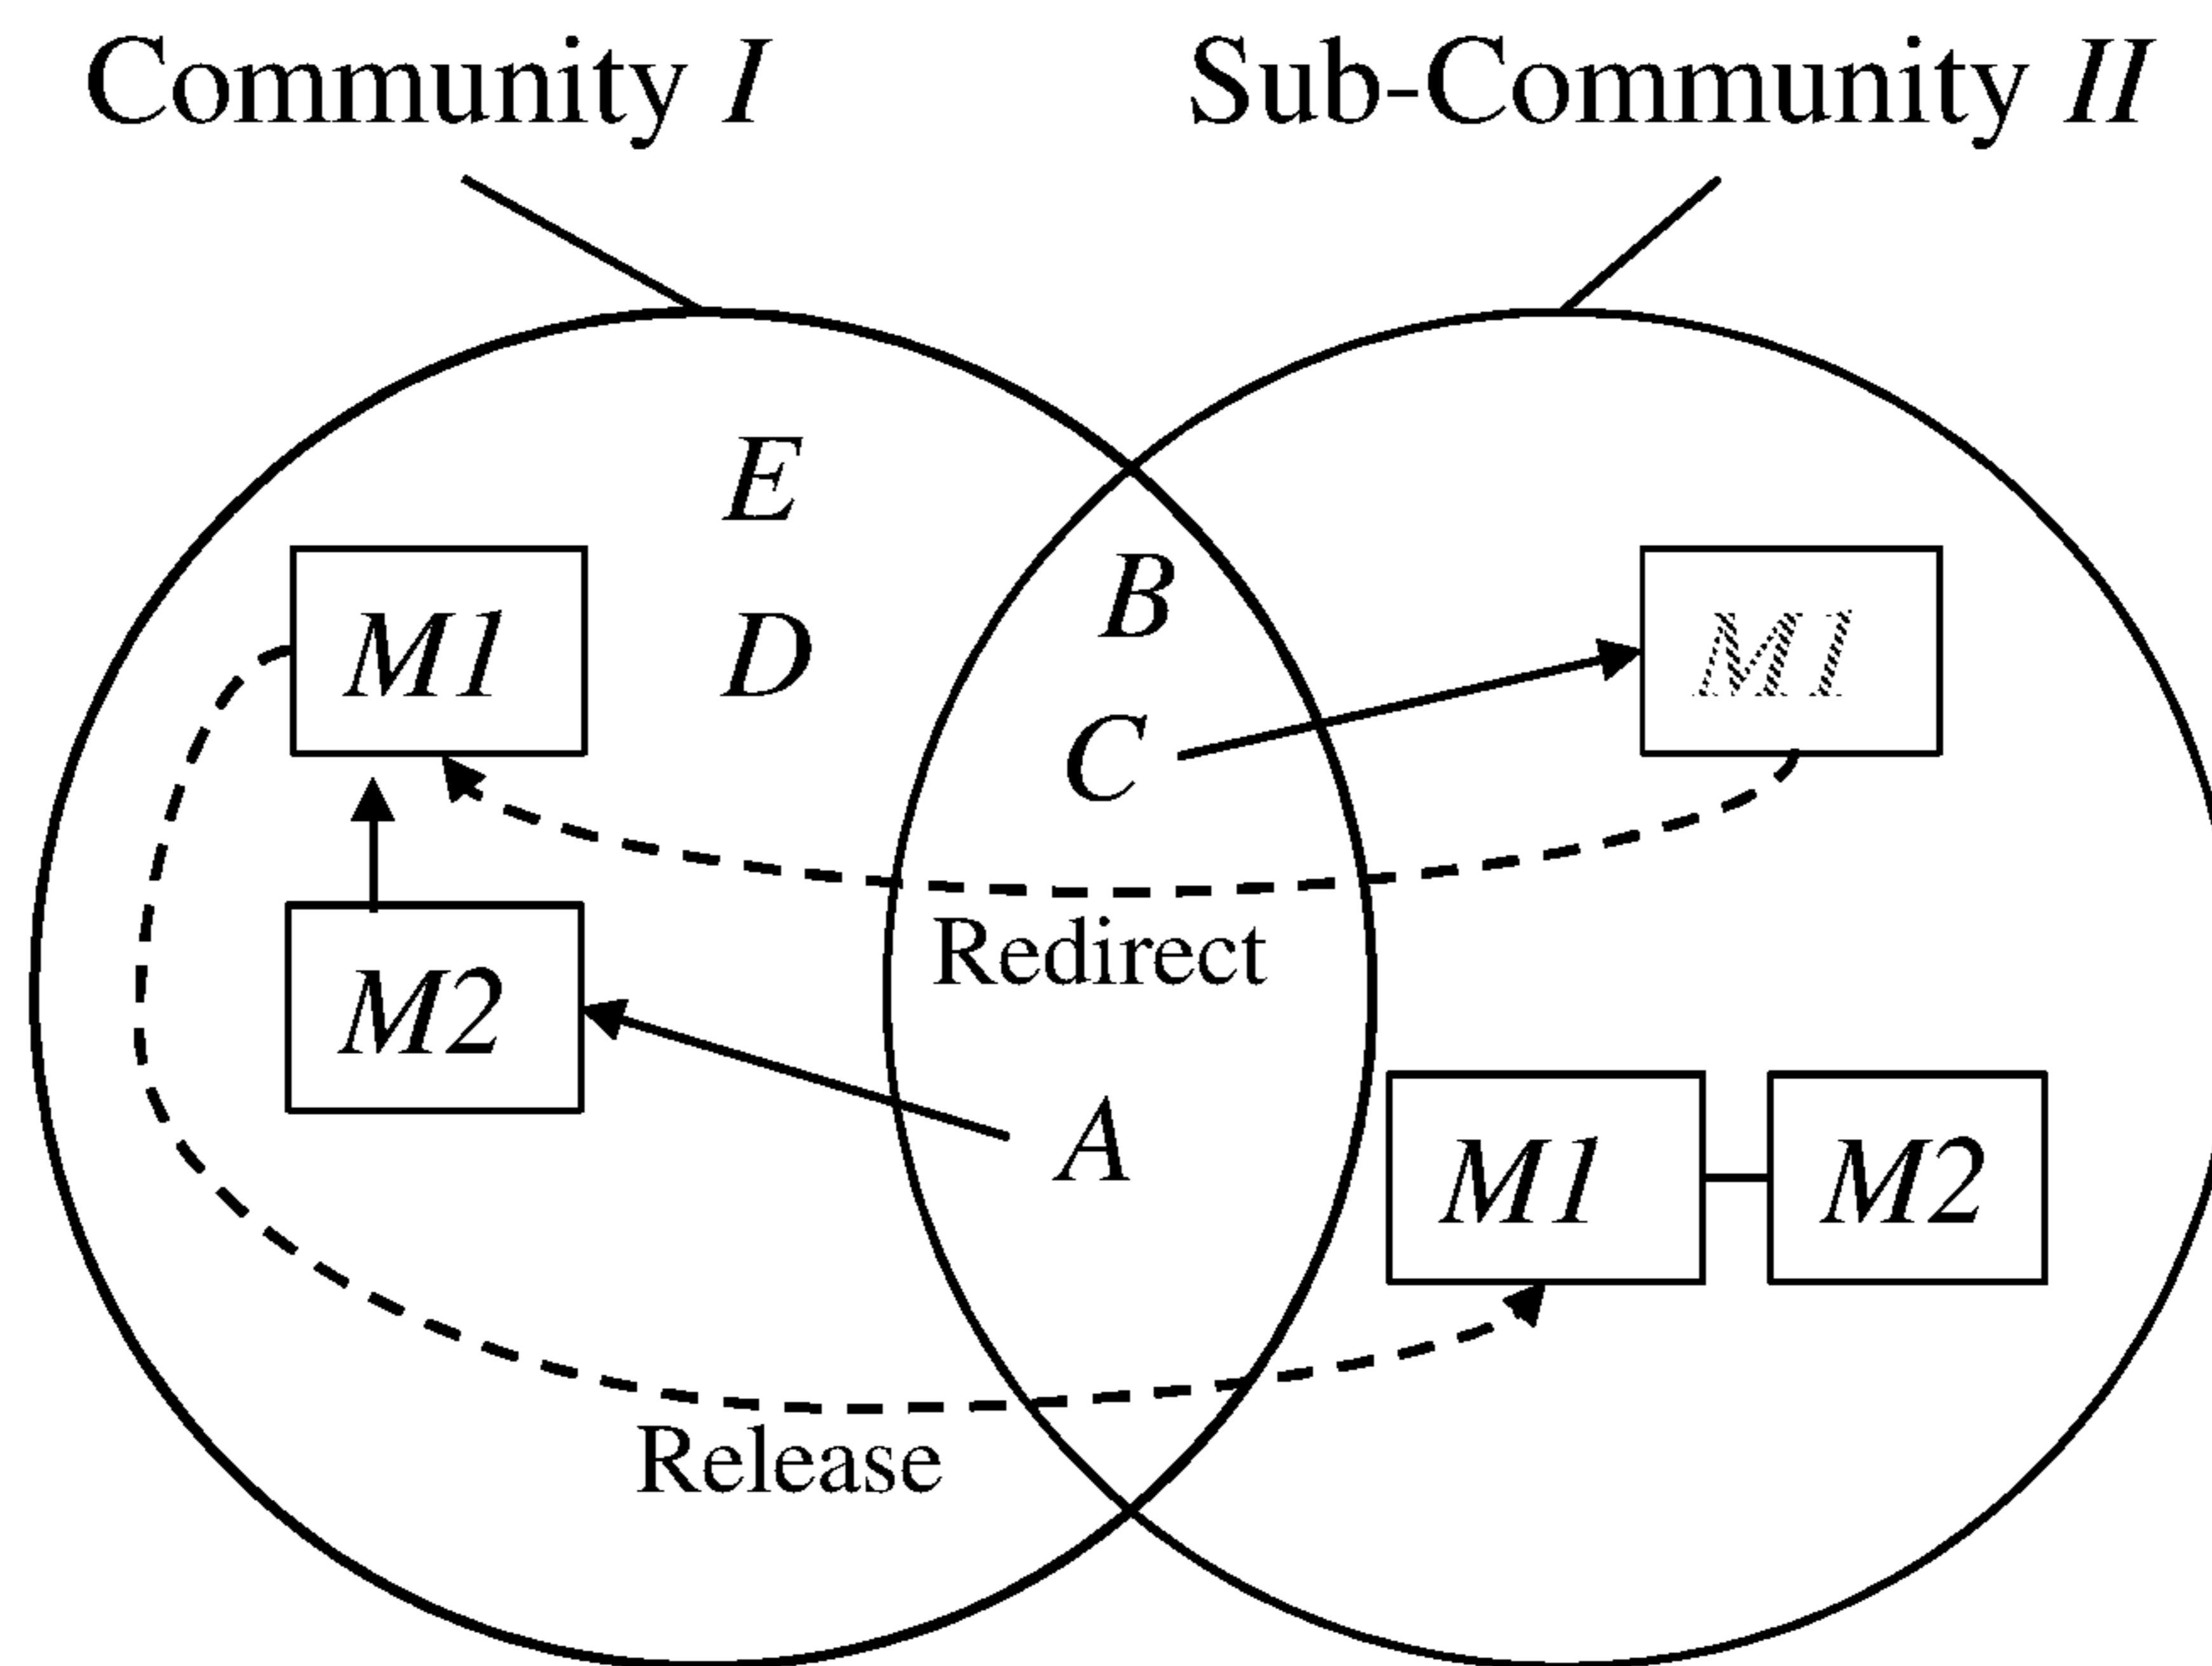 Community I
Sub-Community II
E
B
M1
D
M1
C
Redirect
M2
A
M1
M2
Release